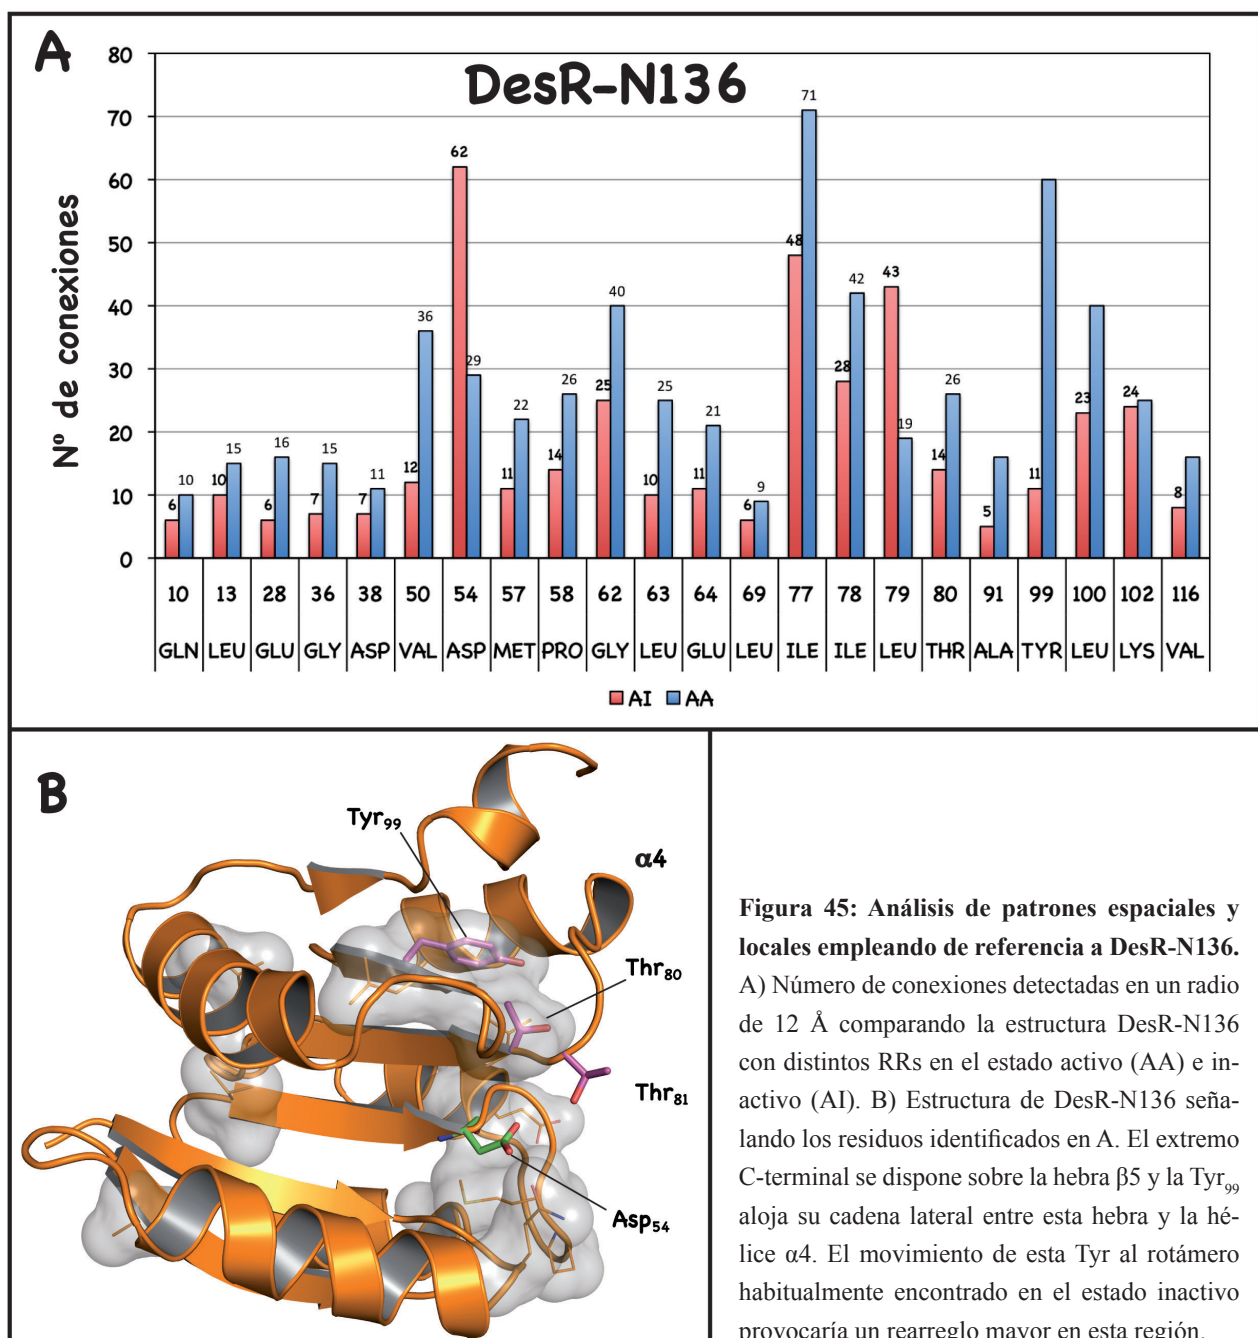 A
DesR-N136
Nº de conexiones
80
70
60
50
40
30
20
10
0
6 10 10 15 6 16 7 15 7 11 12 36 62 29 11 22 14 26 25 40 10 25 11 21 6 9 48 71 28 42 43 19 14 26 5 11 23 24 8
10 13 28 36 38 50 54 57 58 62 63 64 69 77 78 79 80 91 99 100 102 116
GLN LEU GLU GLY ASP VAL ASP MET PRO GLY LEU GLU LEU ILE ILE LEU THR ALA TYR LEU LYS VAL
AI AA
B
Tyr₉₉
α4
Thr₈₀
Thr₈₁
Asp₅₄
Figura 45: Análisis de patrones espaciales y
locales empleando de referencia a DesR-N136.
A) Número de conexiones detectadas en un radio
de 12 Å comparando la estructura DesR-N136
con distintos RRs en el estado activo (AA) e in-
activo (AI). B) Estructura de DesR-N136 seña-
lando los residuos identificados en A. El extremo
C-terminal se dispone sobre la hebra β5 y la Tyr₉₉
aloja su cadena lateral entre esta hebra y la hé-
lice α4. El movimiento de esta Tyr al rotámero
habitualmente encontrado en el estado inactivo
provocaría un rearreglo mayor en esta región.